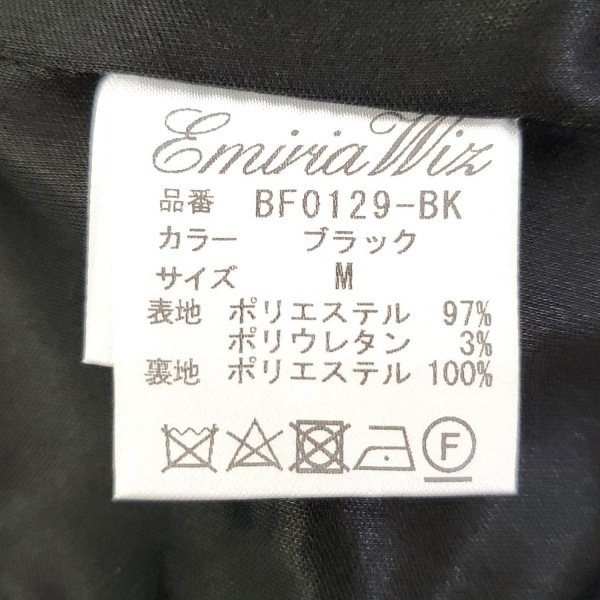 Emiria Wiz
品番 BF0129-BK
カラー ブラック
サイズ M
表地 ポリエステル 97%
ポリウレタン 3%
裏地 ポリエステル 100%
F